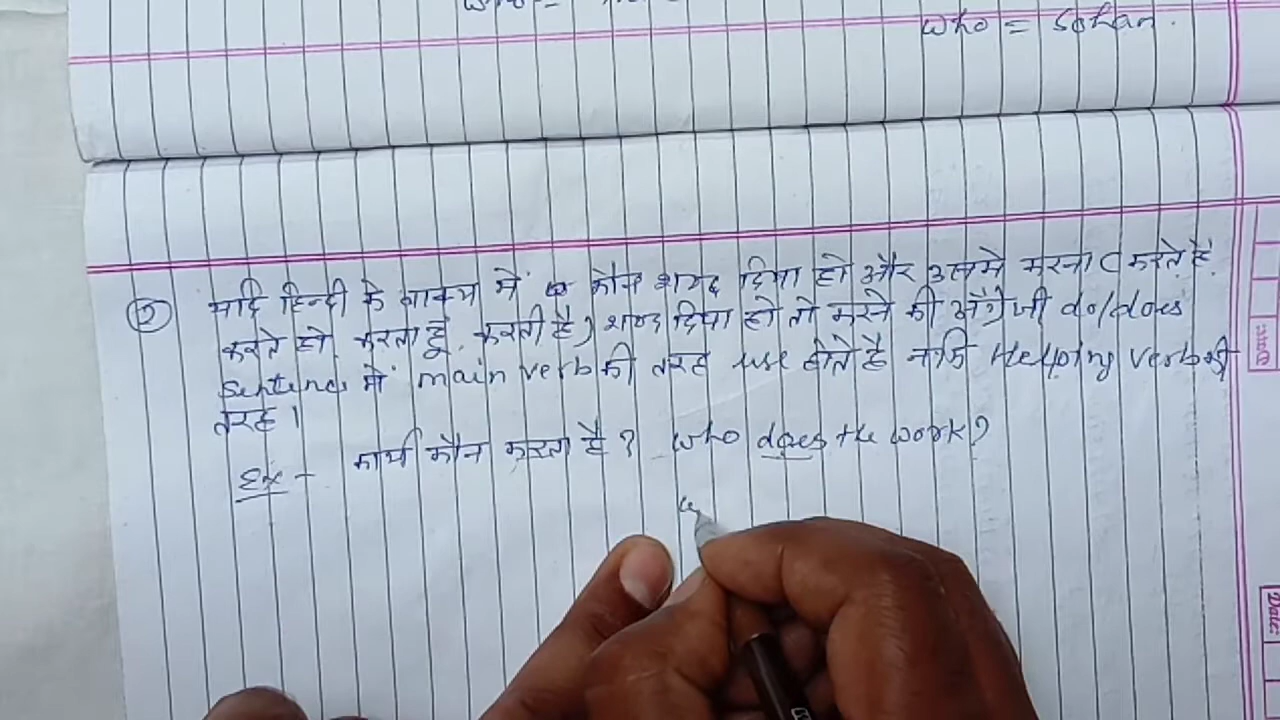 who = Sohan.
② यदि हिन्दी के वाक्य में कौन शब्द दिया हो और उसमे करना ( करते है,
करते हो, करता हूं, करती है) शब्द दिया हो तो करने की अँग्रेजी do/does
Sentence में main verb की तरह use होते है नाकि Helping verb की
तरह।
Ex - कार्य कौन करता है ? Who does the work?
Date: